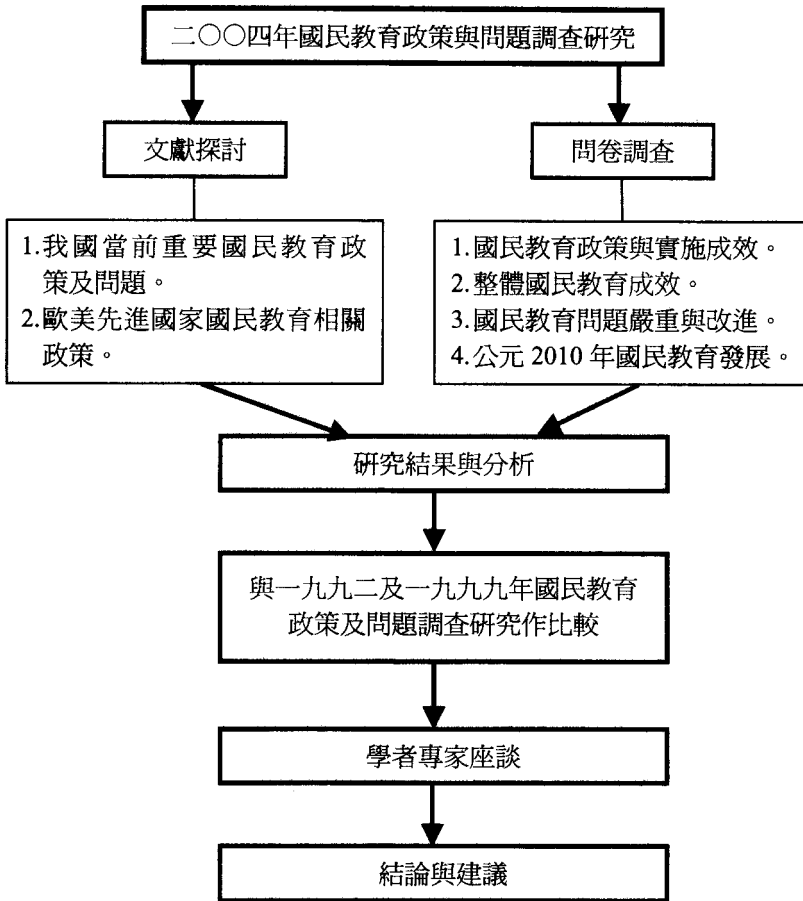 二○○四年國民教育政策與問題調查研究
文獻探討
問卷調查
1.我國當前重要國民教育政
策及問題。
2.歐美先進國家國民教育相關
政策。
1.國民教育政策與實施成效。
2.整體國民教育成效。
3.國民教育問題嚴重與改進。
4.公元 2010 年國民教育發展。
研究結果與分析
與一九九二及一九九九年國民教育
政策及問題調查研究作比較
學者專家座談
結論與建議